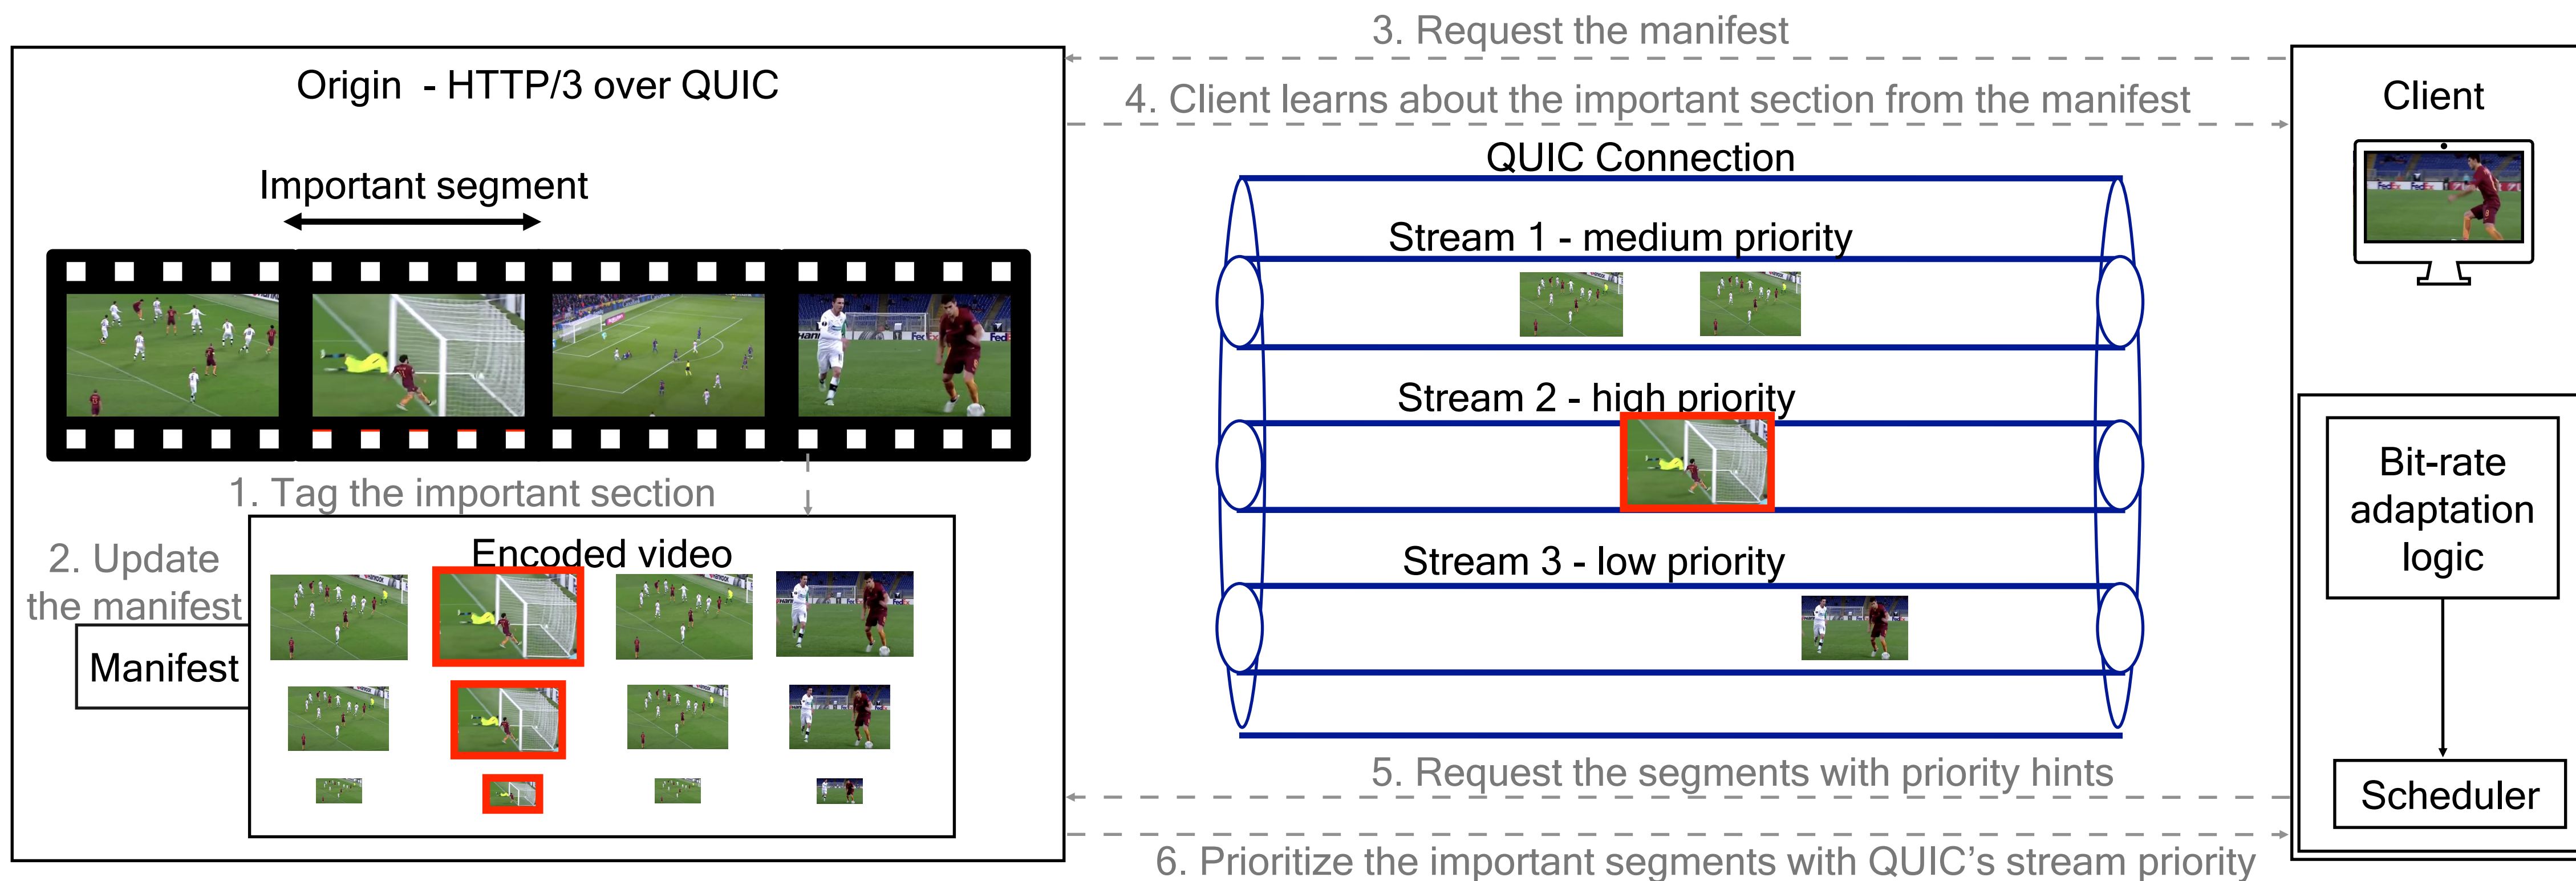 3. Request the manifest
Origin - HTTP/3 over QUIC
4. Client learns about the important section from the manifest
Client
QUIC Connection
Important segment
Stream 1 - medium priority
Stream 2 - high priority
1. Tag the important section
Bit-rate
adaptation
logic
2. Update
the manifest
Encoded video
Stream 3 - low priority
Manifest
5. Request the segments with priority hints
Scheduler
6. Prioritize the important segments with QUIC's stream priority